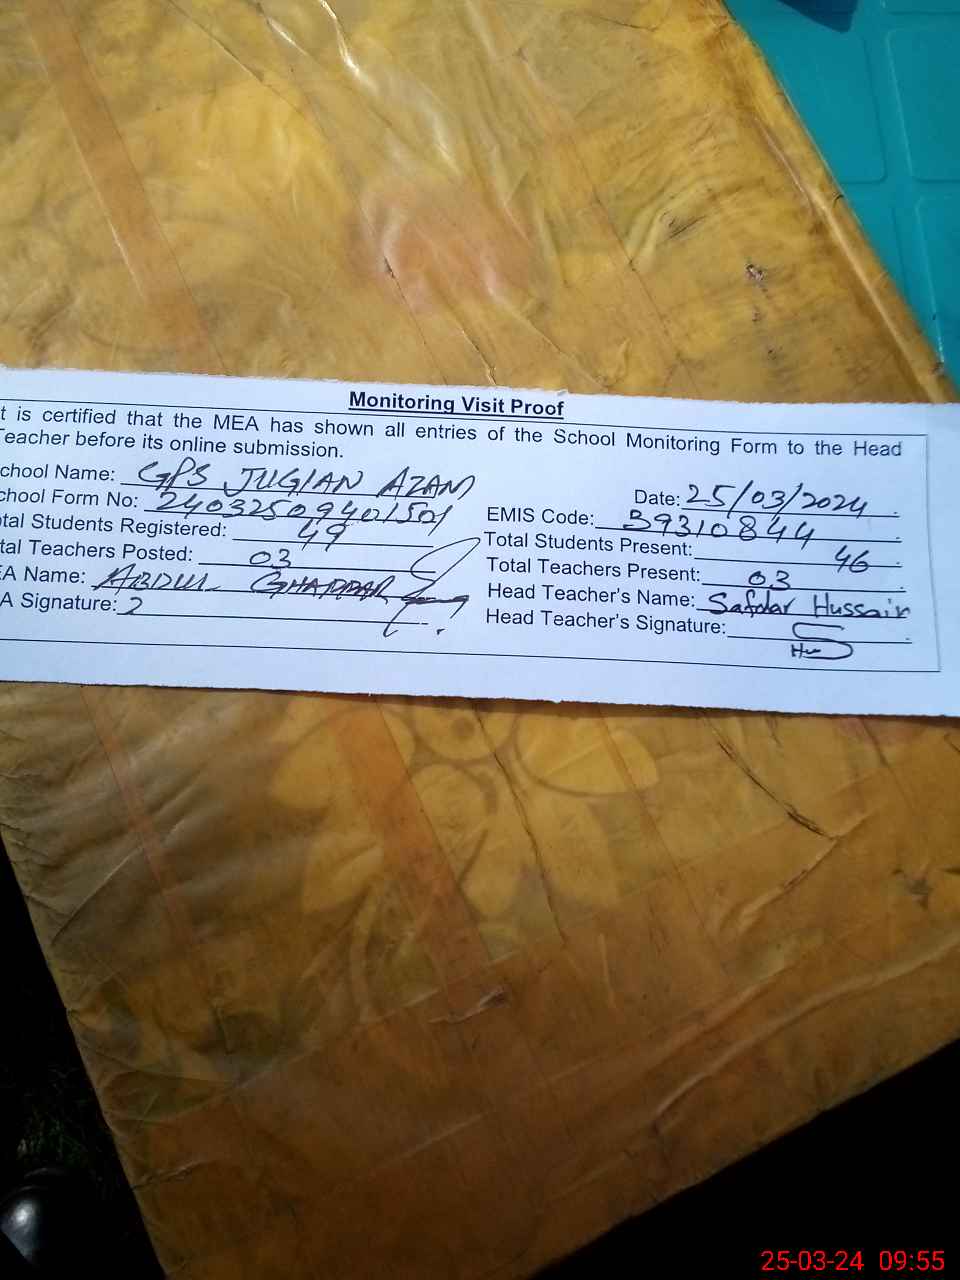 Monitoring Visit Proof
t is certified that the MEA has shown all entries of the School Monitoring Form to the Head
Teacher before its online submission.
chool Name: GPS JUGIAN AZAM
Date: 25/03/2024
chool Form No: 24032509401501
EMIS Code: 39310844
otal Students Registered: 49
Total Students Present: 46
tal Teachers Posted: 03
Total Teachers Present: 03
EA Name: ABDUL GHAFFAR
Head Teacher's Name: Safdar Hussain
A Signature:
Head Teacher's Signature:
25-03-24 09:55